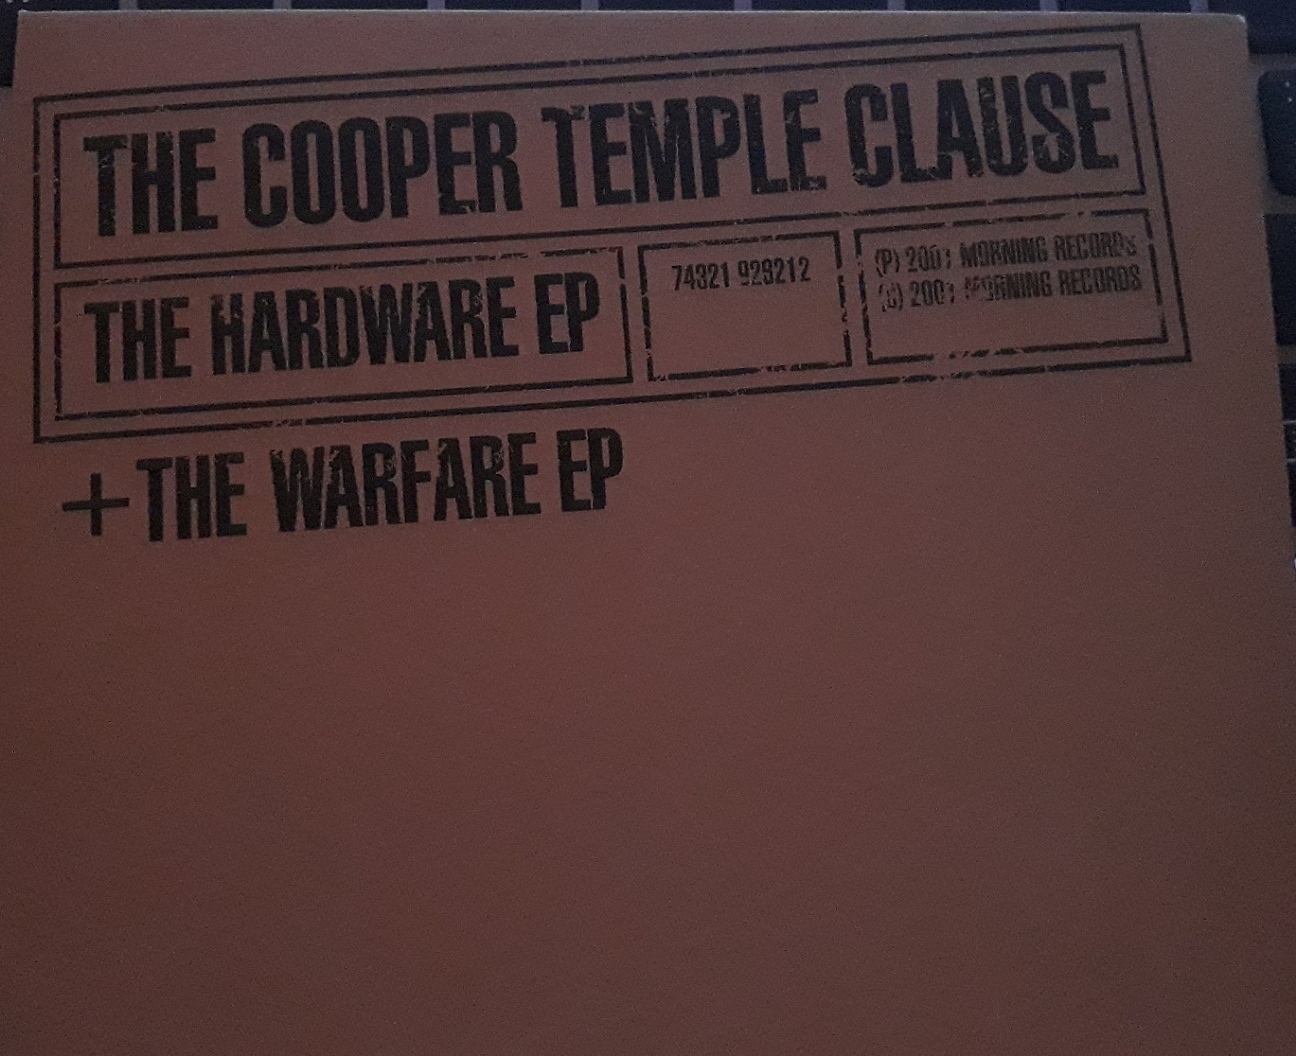 THE COOPER TEMPLE CLAUSE
THE HARDWARE EP
74321 929212
(P) 2001 MORNING RECORDS
(C) 2001 MORNING RECORDS
+ THE WARFARE EP